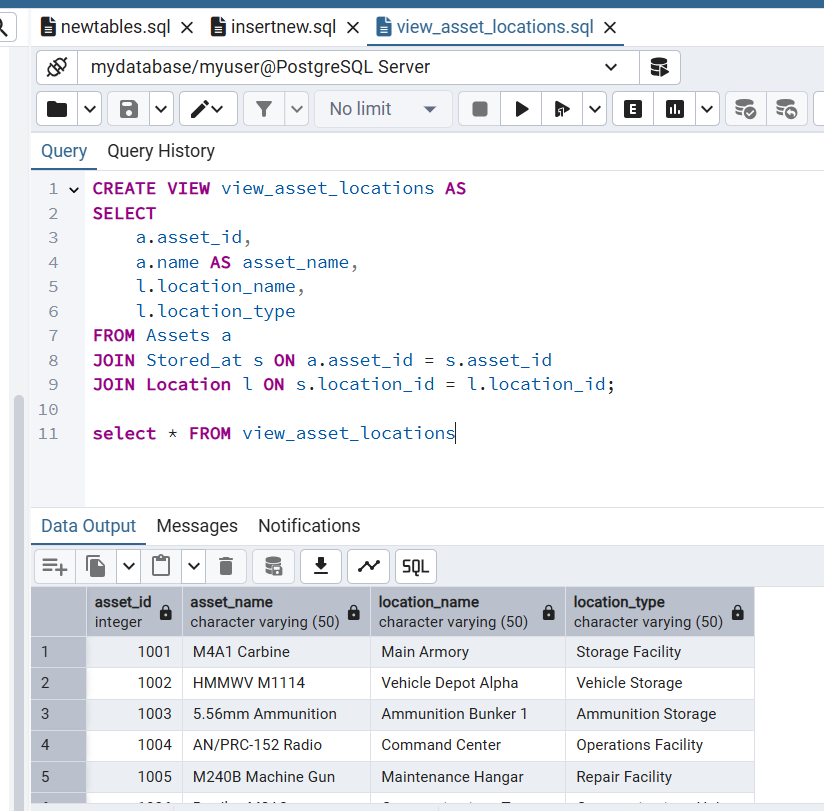 newtables.sql insertnew.sql view_asset_locations.sql
mydatabase/myuser@PostgreSQL Server
No limit E
Query Query History
1 CREATE VIEW view_asset_locations AS
2 SELECT
3 a.asset_id,
4 a.name AS asset_name,
5 l.location_name,
6 l.location_type
7 FROM Assets a
8 JOIN Stored_at s ON a.asset_id = s.asset_id
9 JOIN Location l ON s.location_id = l.location_id;
10
11 select * FROM view_asset_locations
Data Output Messages Notifications
SQL
asset_id asset_name location_name location_type
integer character varying (50) character varying (50) character varying (50)
1 1001 M4A1 Carbine Main Armory Storage Facility
2 1002 HMMWV M1114 Vehicle Depot Alpha Vehicle Storage
3 1003 5.56mm Ammunition Ammunition Bunker 1 Ammunition Storage
4 1004 AN/PRC-152 Radio Command Center Operations Facility
5 1005 M240B Machine Gun Maintenance Hangar Repair Facility